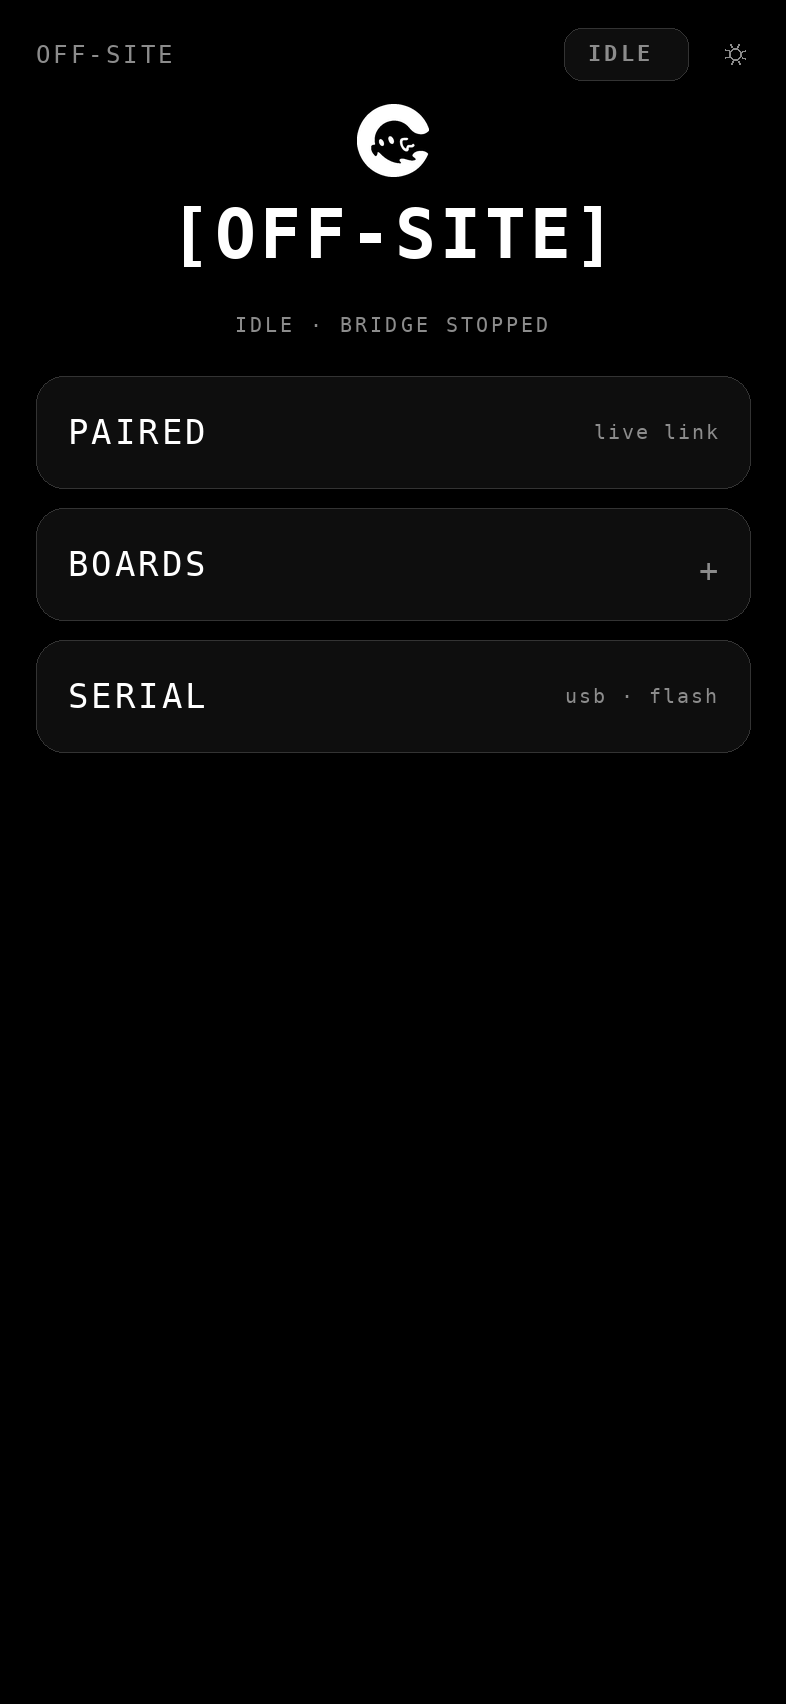 OFF-SITE IDLE
[OFF-SITE]
IDLE · BRIDGE STOPPED
PAIRED live link
BOARDS +
SERIAL usb · flash